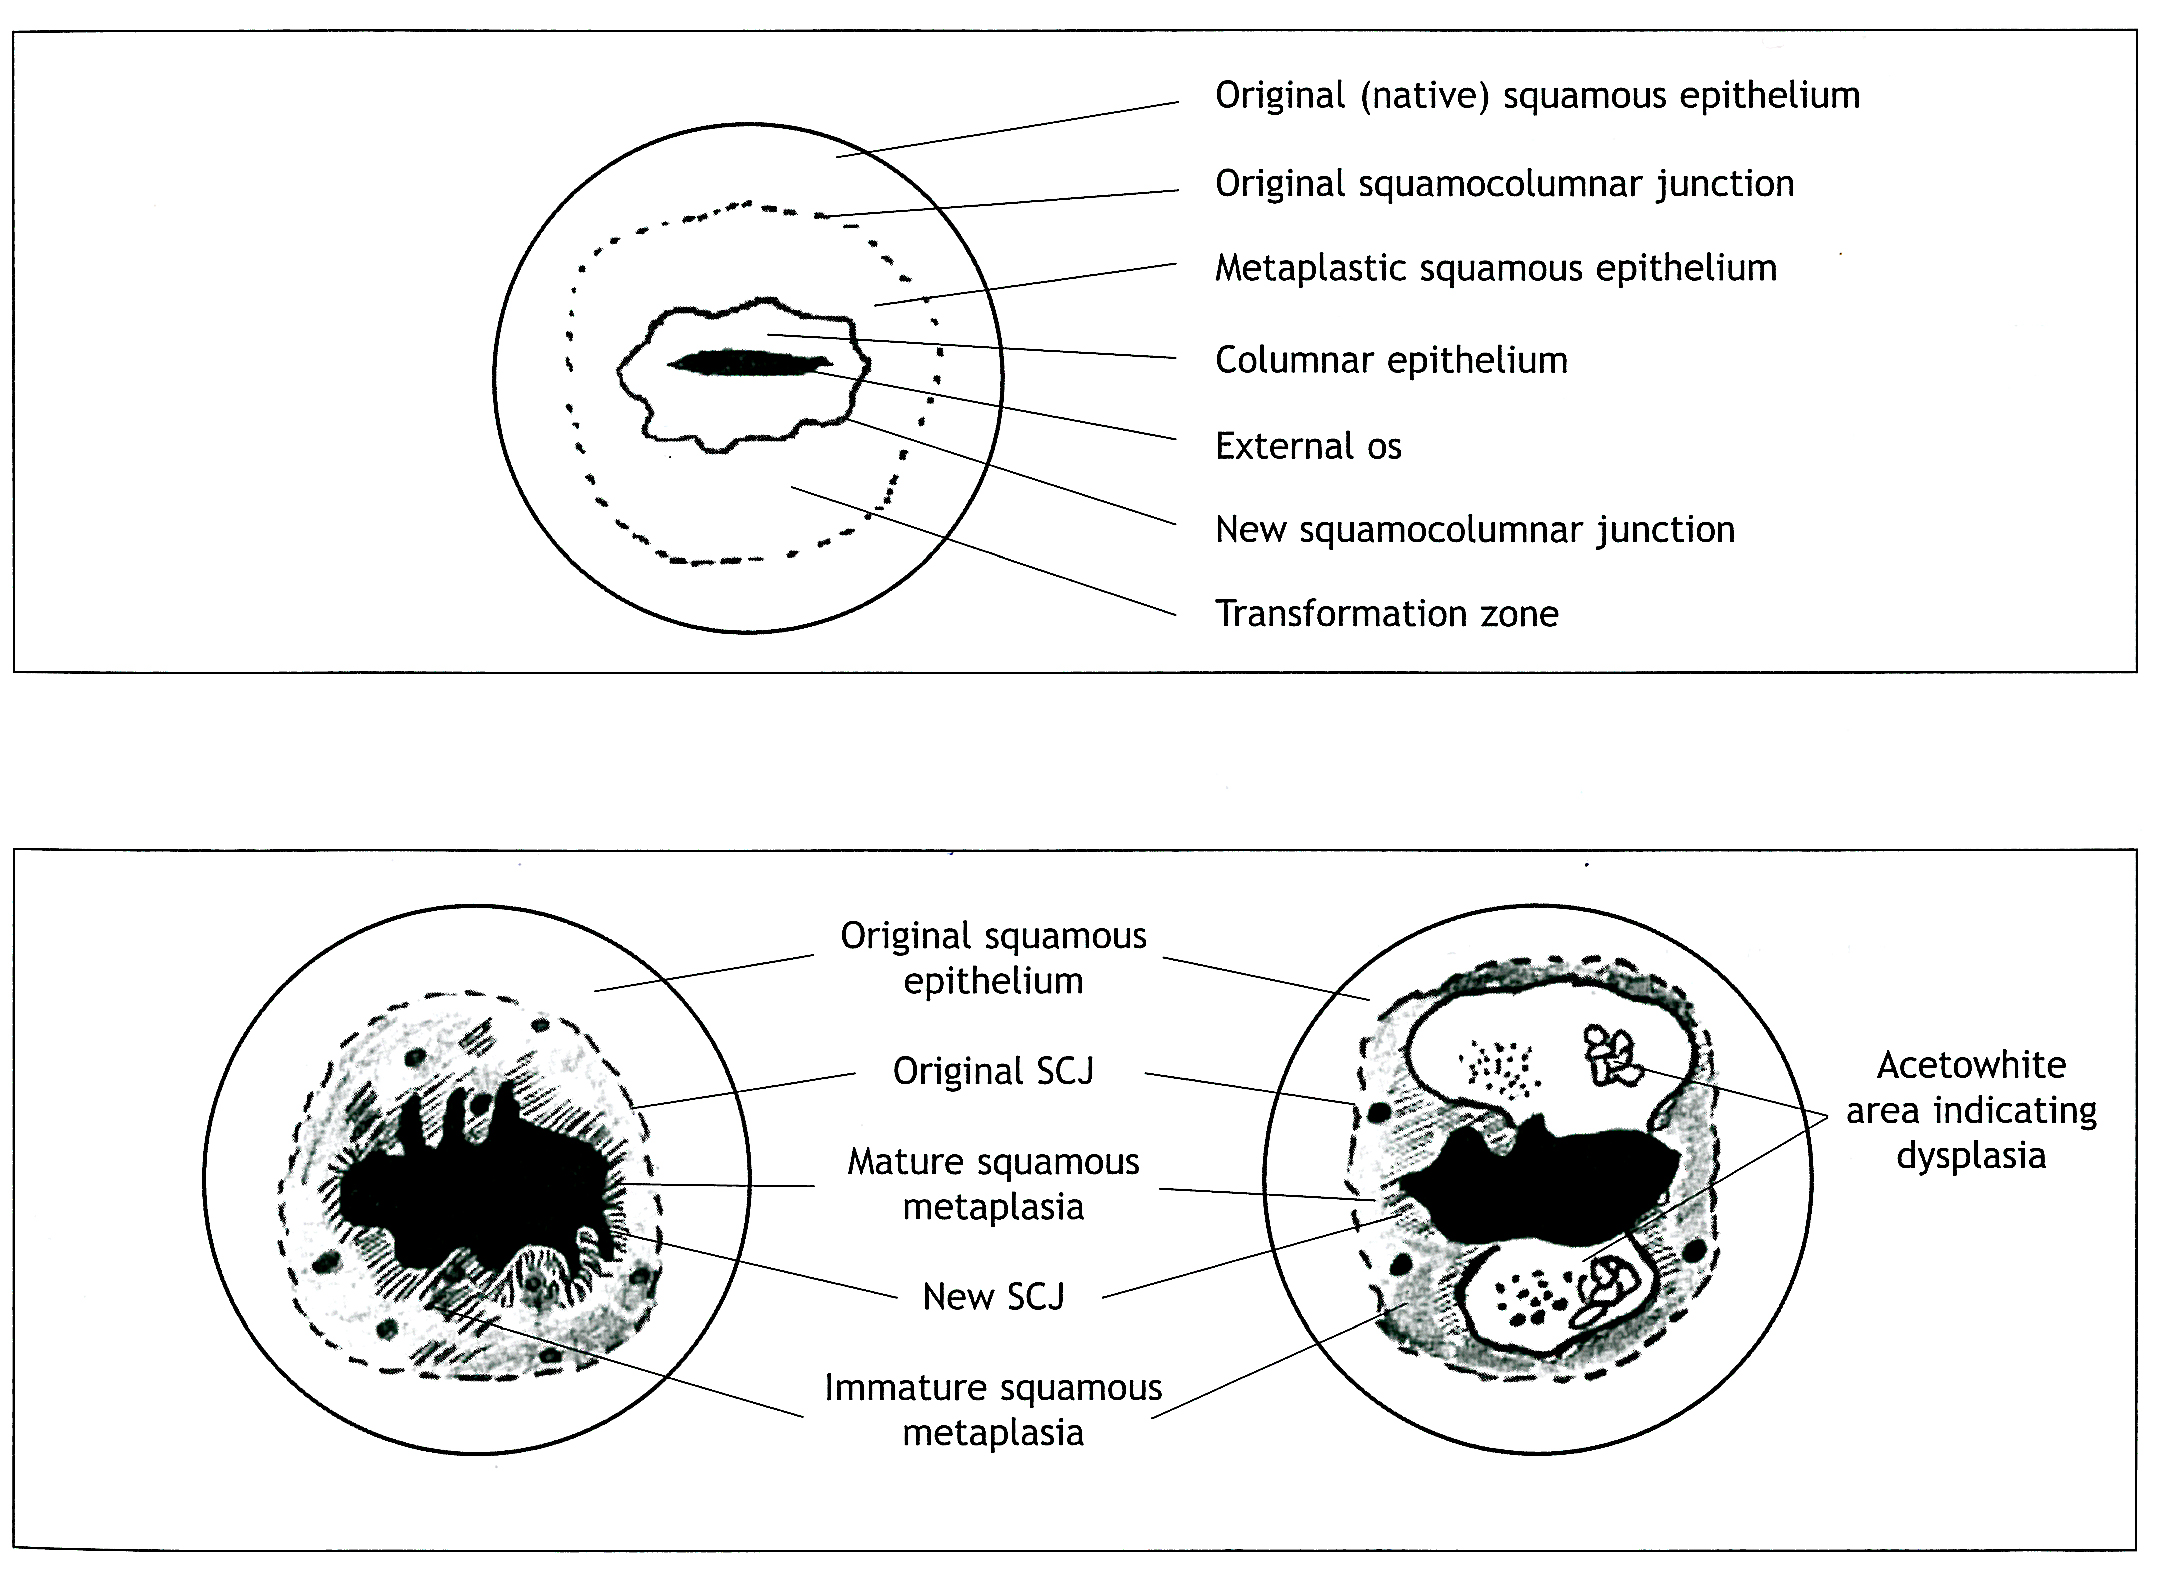 Original (native) squamous epithelium
Original squamocolumnar junction
Metaplastic squamous epithelium
Columnar epithelium
External os
New squamocolumnar junction
Transformation zone
Original squamous
epithelium
Original SCJ
Mature squamous
metaplasia
New SCJ
Immature squamous
metaplasia
Acetowhite
area indicating
dysplasia